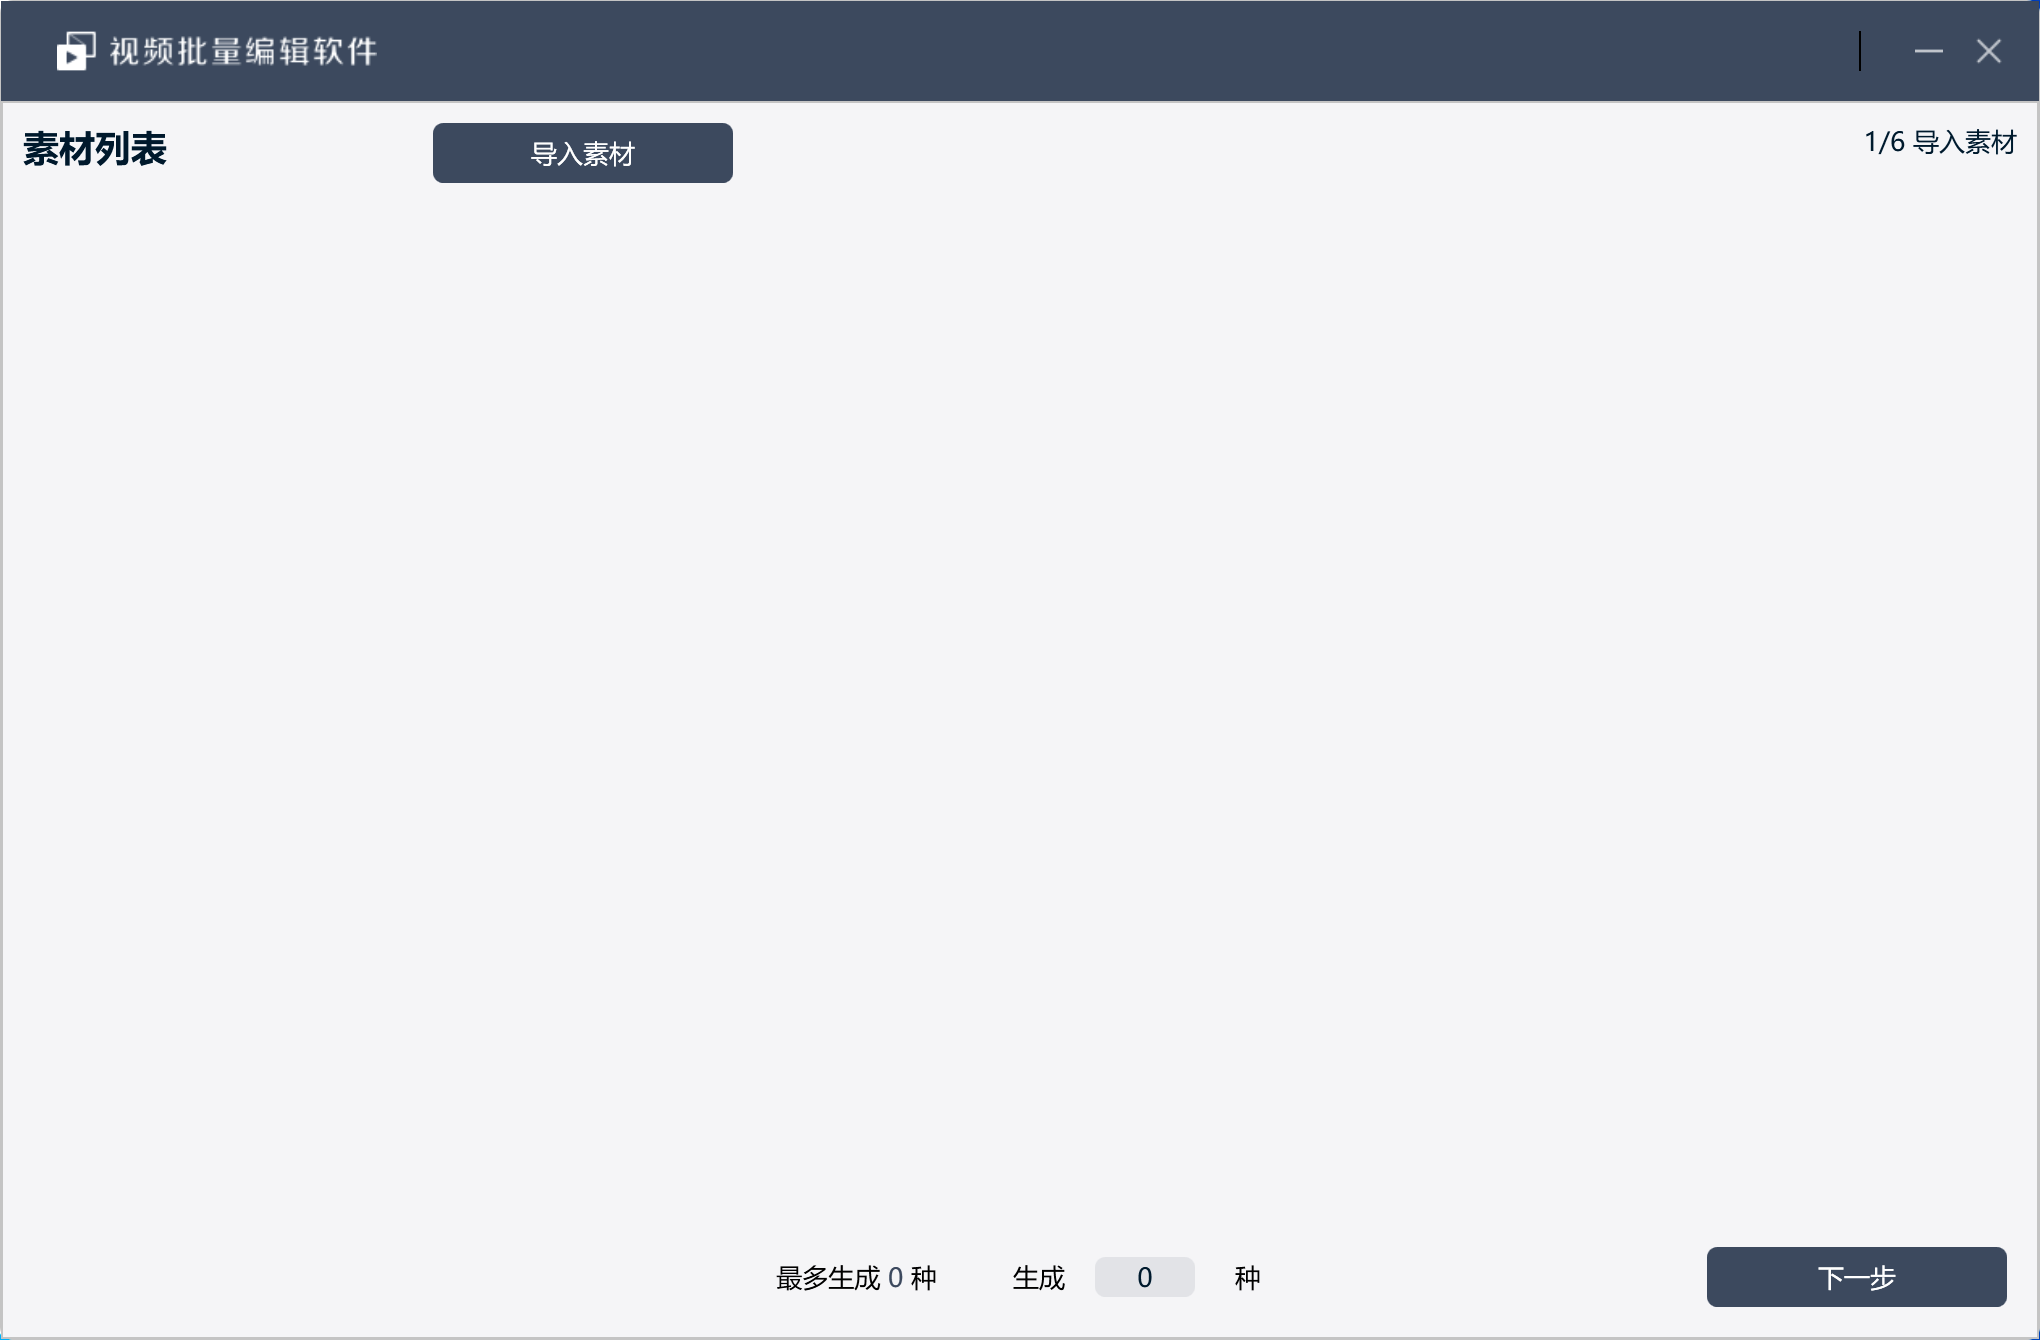 视频批量编辑软件
素材列表
导入素材
1/6 导入素材
最多生成 0 种
生成 0 种
下一步